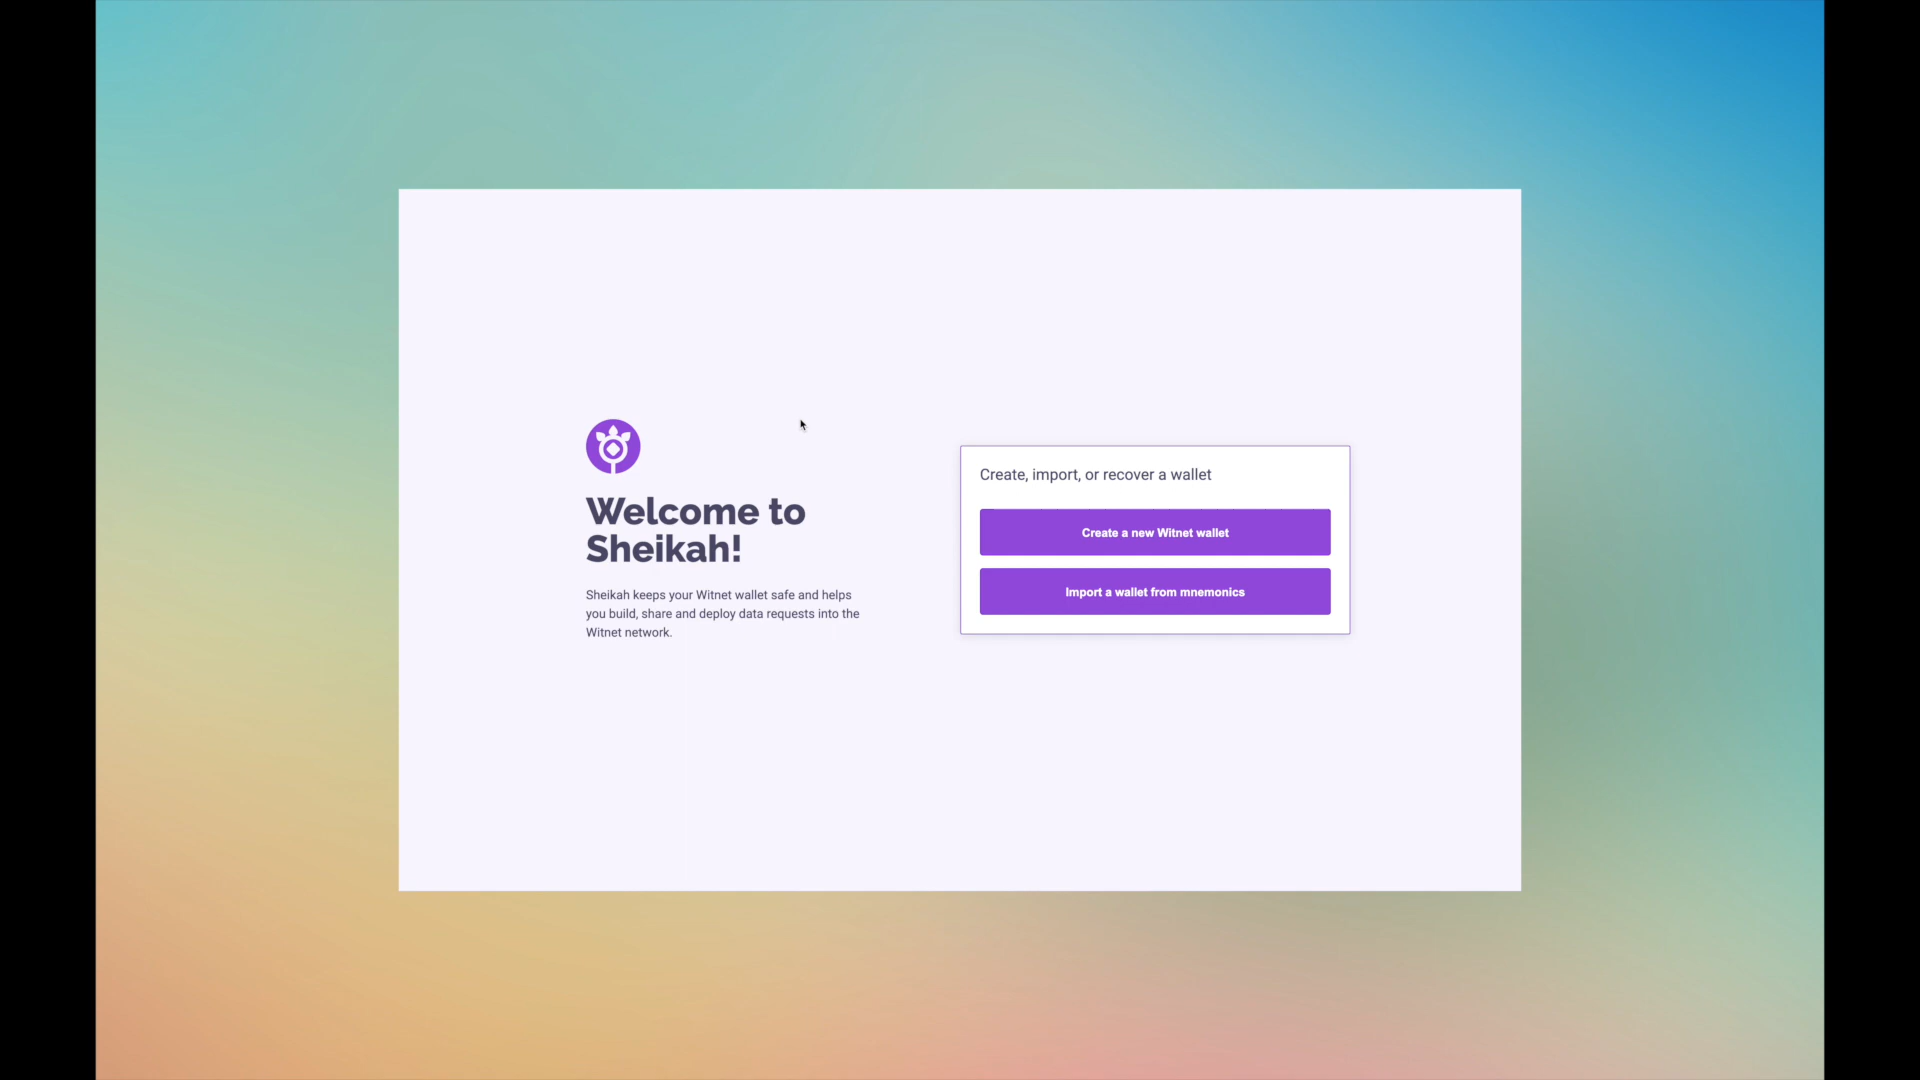 Welcome to
Sheikah!
Sheikah keeps your Witnet wallet safe and helps
you build, share and deploy data requests into the
Witnet network.
Create, import, or recover a wallet
Create a new Witnet wallet
Import a wallet from mnemonics